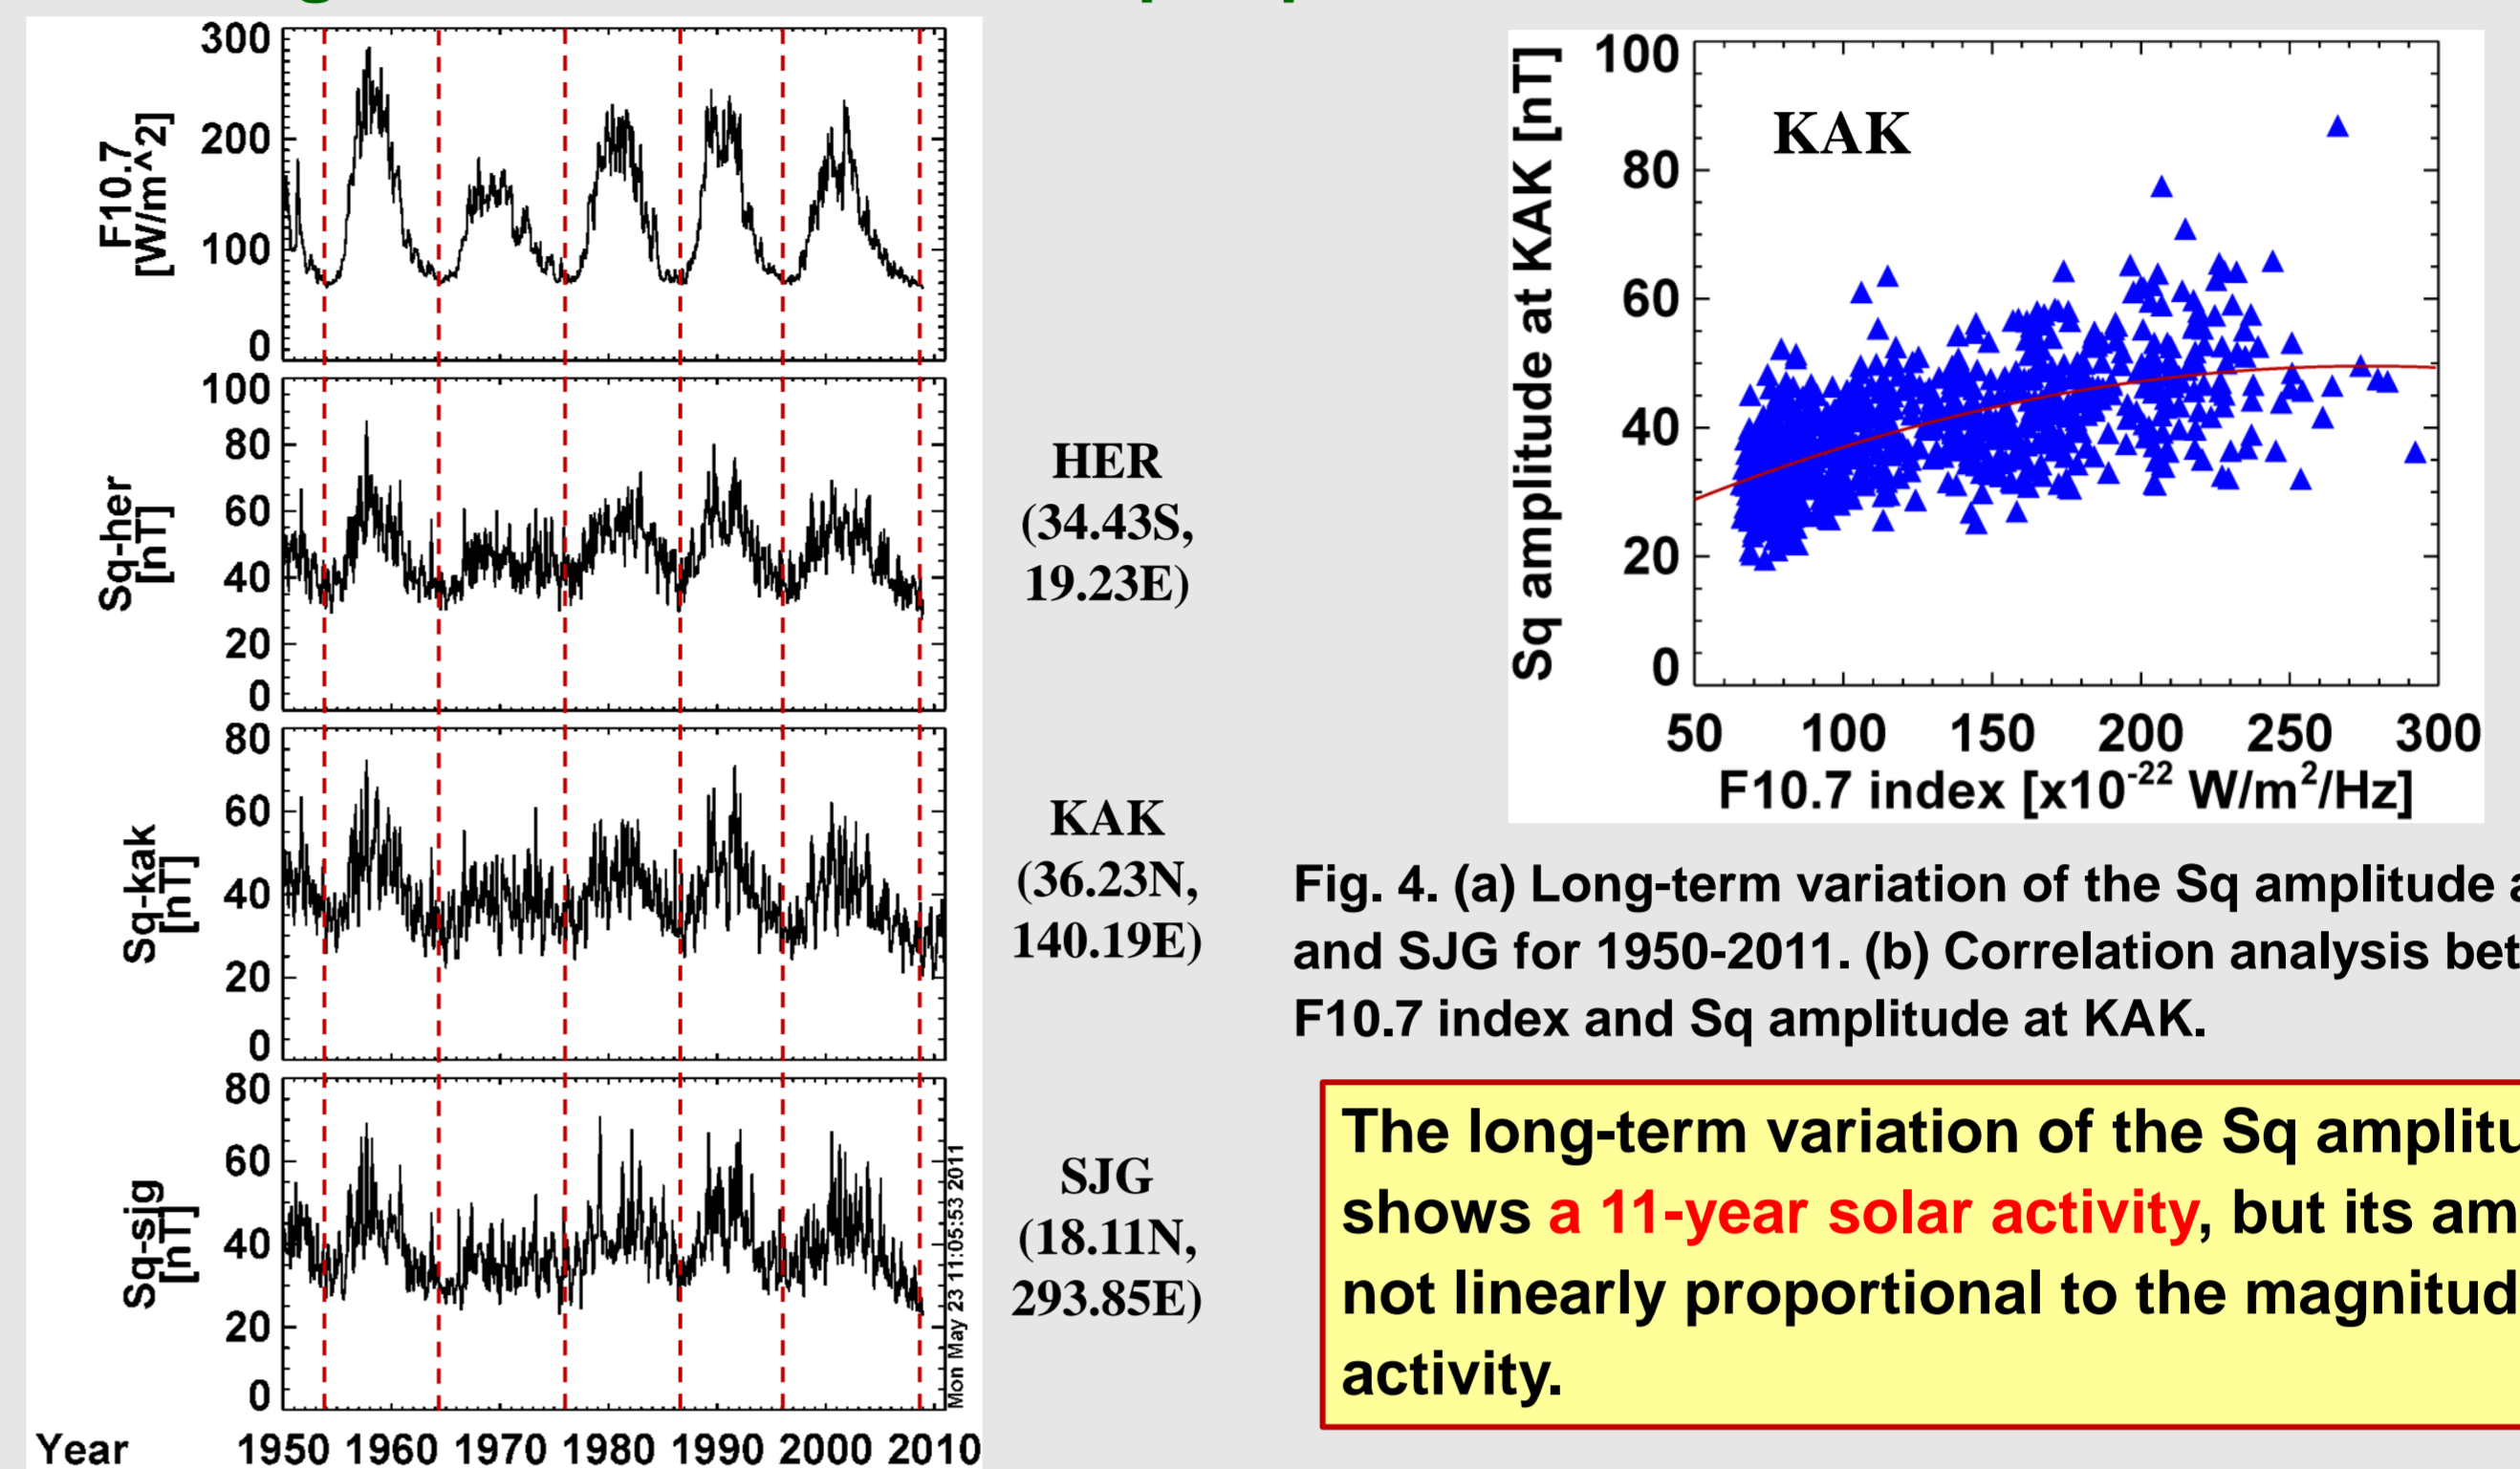 300
200
100
0
F10.7
[W/m^2]
100
80
60
40
20
0
Sq-her
[nT]
HER
(34.43S,
19.23E)
80
60
40
20
0
Sq-kak
[nT]
KAK
(36.23N,
140.19E)
80
60
40
20
0
Sq-sjg
[nT]
SJG
(18.11N,
293.85E)
Mon May 23 11:05:53 2011
Year 1950 1960 1970 1980 1990 2000 2010
100
80
60
40
20
0
Sq amplitude at KAK [nT]
KAK
50 100 150 200 250 300
F10.7 index [x10-22 W/m2/Hz]
Fig. 4. (a) Long-term variation of the Sq amplitude
and SJG for 1950-2011. (b) Correlation analysis
F10.7 index and Sq amplitude at KAK.
The long-term variation of the Sq
shows a 11-year solar activity, but its
not linearly proportional to the
activity.